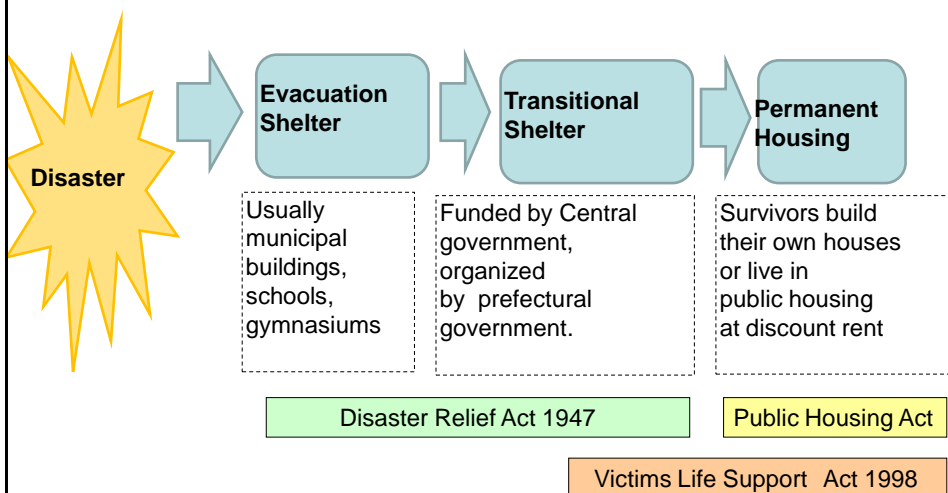 Disaster
Evacuation
Shelter
Transitional
Shelter
Permanent
Housing
Usually
municipal
buildings,
schools,
gymnasiums
Funded by Central
government,
organized
by prefectural
government.
Survivors build
their own houses
or live in
public housing
at discount rent
Disaster Relief Act 1947
Public Housing Act
Victims Life Support Act 1998